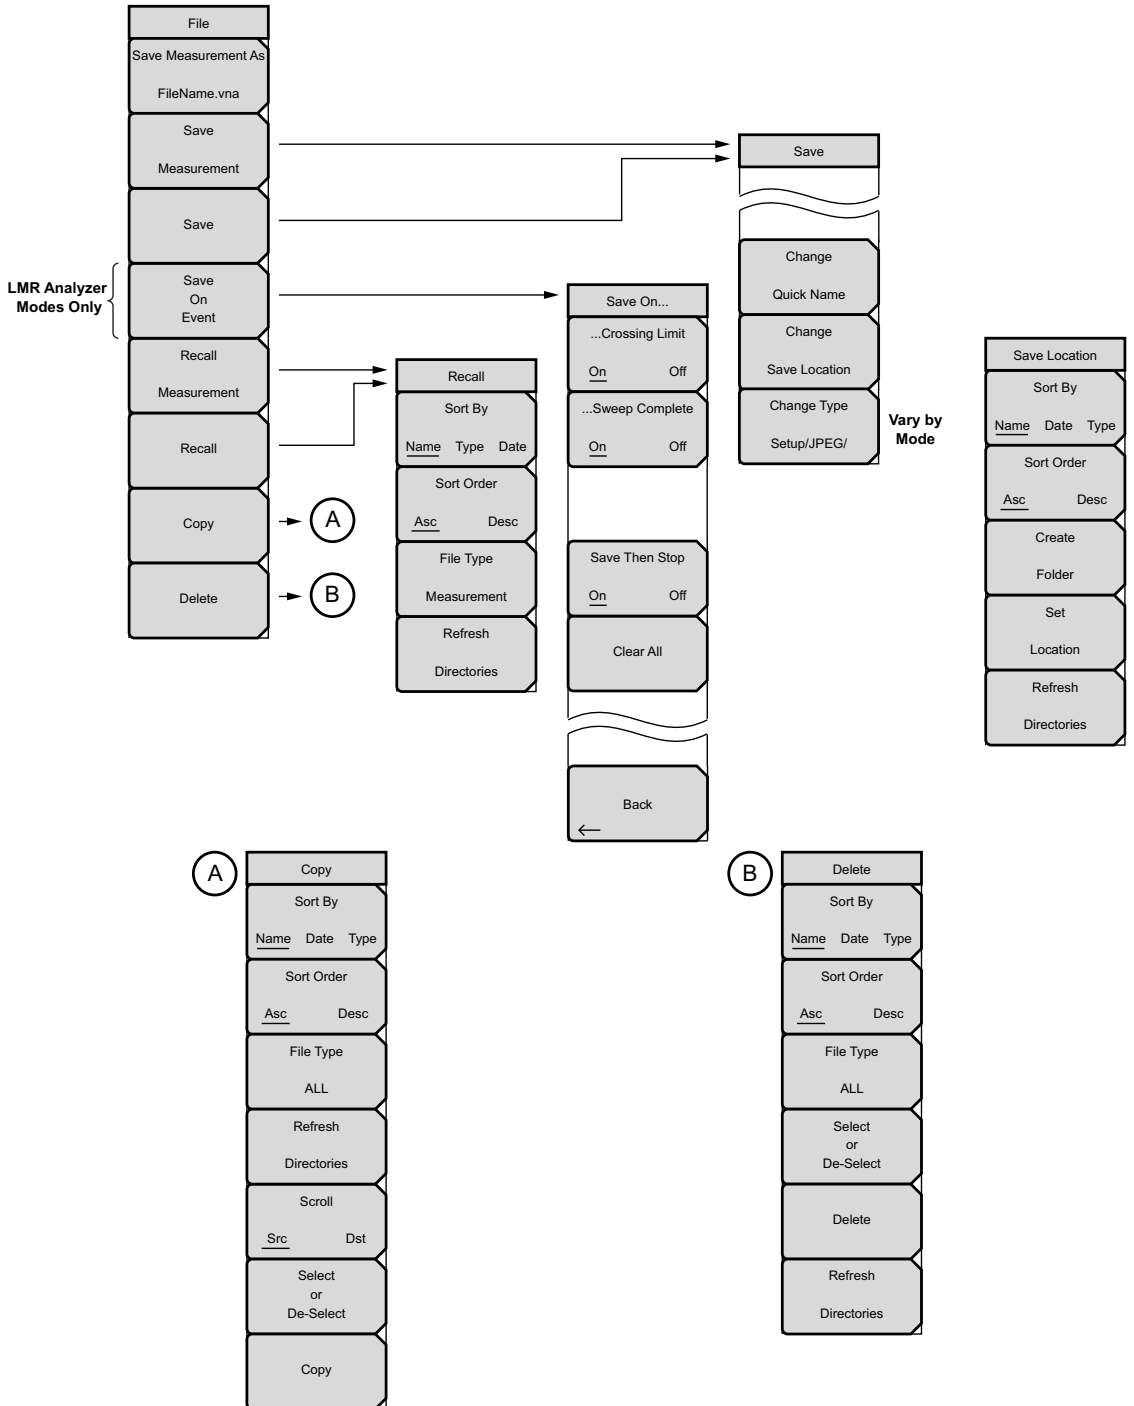 File
Save Measurement As
FileName.vna
Save
Measurement
Save
LMR Analyzer
Modes Only
Save
On
Event
Recall
Measurement
Recall
Copy
A
Delete
B
Recall
Sort By
Name Type Date
Sort Order
Asc Desc
File Type
Measurement
Refresh
Directories
Save On...
...Crossing Limit
On Off
...Sweep Complete
On Off
Save Then Stop
On Off
Clear All
Back
Save
Change
Quick Name
Change
Save Location
Change Type
Setup/JPEG/
Vary by
Mode
Save Location
Sort By
Name Date Type
Sort Order
Asc Desc
Create
Folder
Set
Location
Refresh
Directories
A
Copy
Sort By
Name Date Type
Sort Order
Asc Desc
File Type
ALL
Refresh
Directories
Scroll
Src Dst
Select
or
De-Select
Copy
B
Delete
Sort By
Name Date Type
Sort Order
Asc Desc
File Type
ALL
Select
or
De-Select
Delete
Refresh
Directories